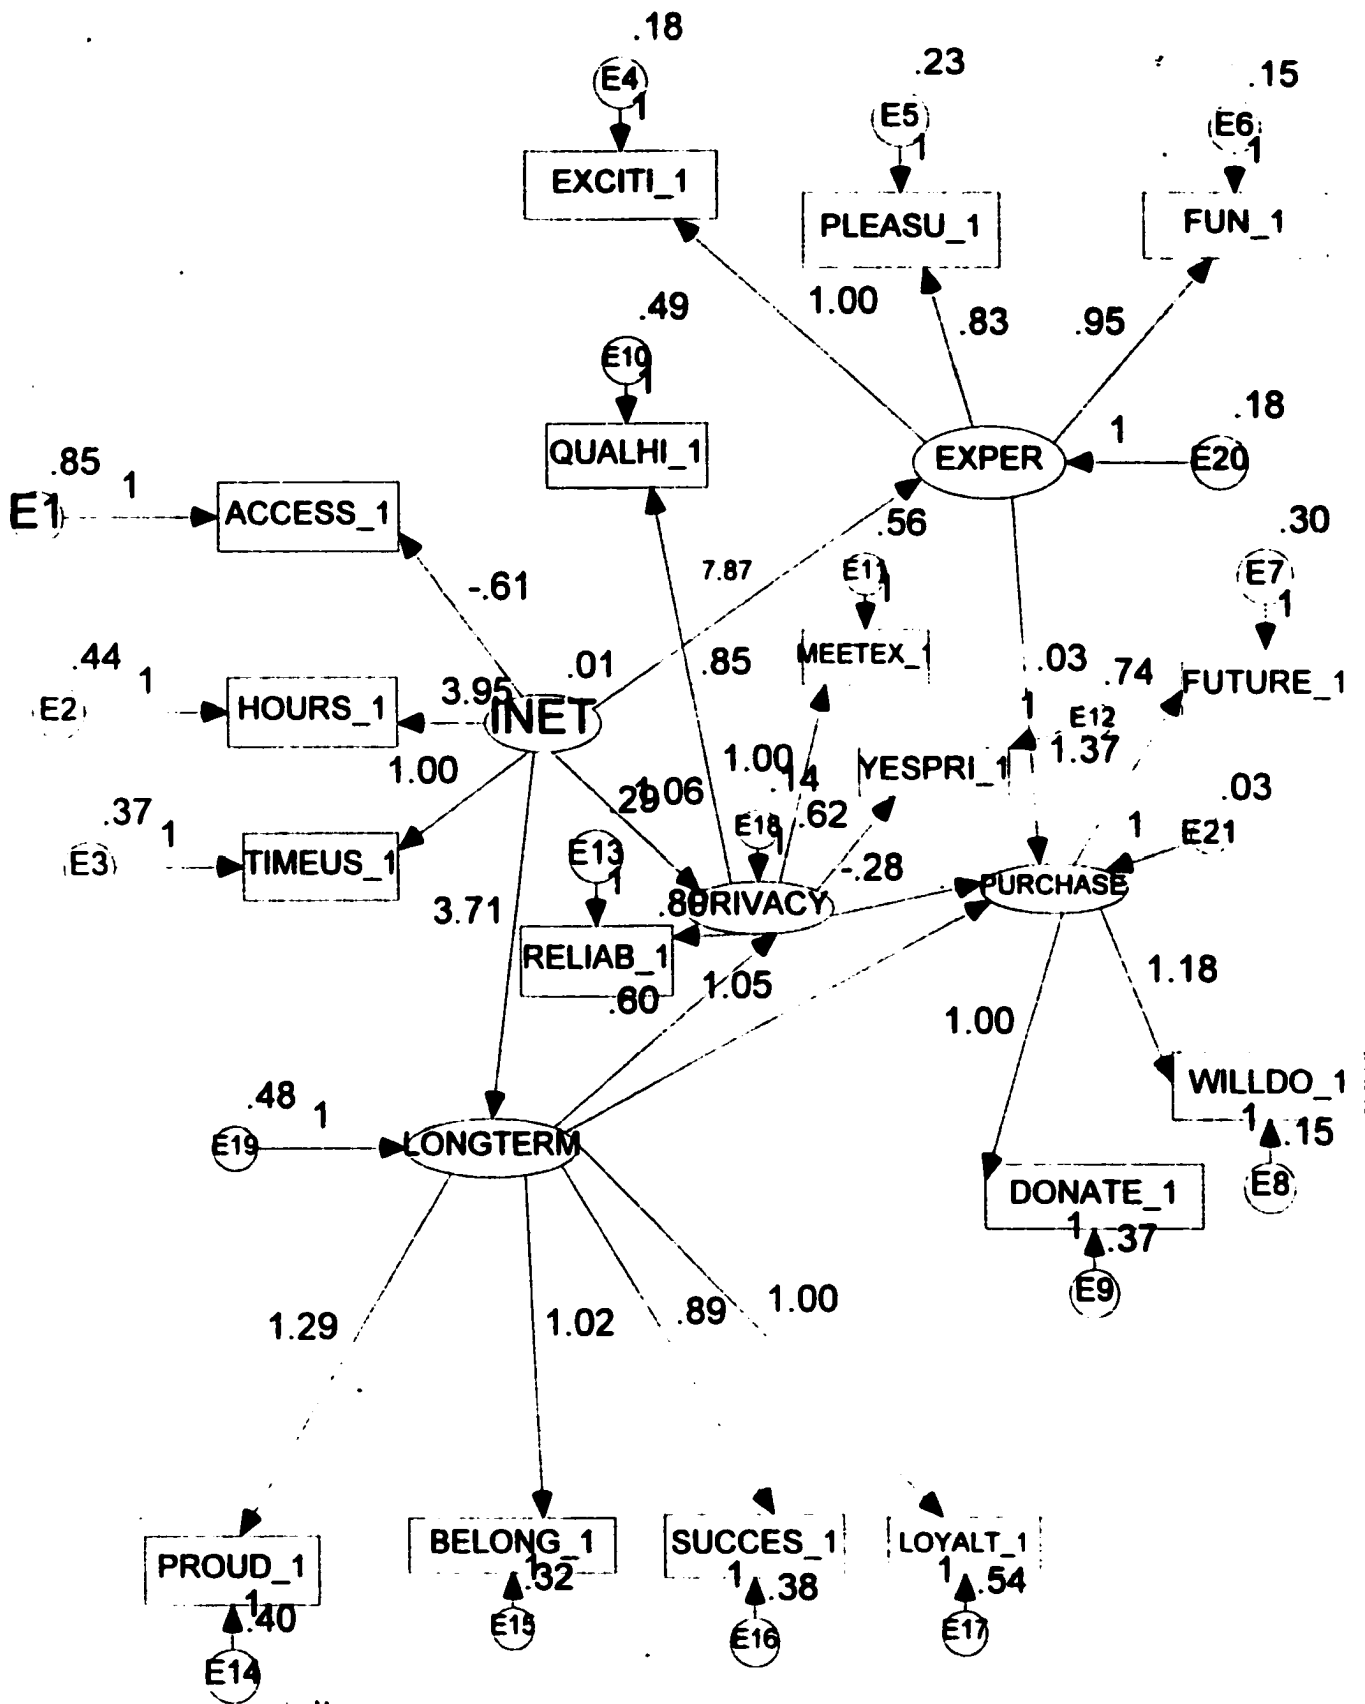 .18
E4
1
EXCITI_1
.23
E5
1
PLEASU_1
.15
E6
1
FUN_1
1.00
.83
.95
.49
E10
1
QUALHI_1
EXPER
1
.18
E20
.85
1
E1
ACCESS_1
-.61
7.87
.56
E11
1
MEETEX_1
.30
E7
1
FUTURE_1
.44
1
E2
HOURS_1
3.95
.01
INET
.85
.03
.74
1
E12
1.37
YESPRI_1
1.00
.37
1
E3
TIMEUS_1
.29
1.06
1.00
.14
E18
1
.62
-.28
E13
1
.03
1
E21
PURCHASE
3.71
PRIVACY
RELIAB_1
.60
1.05
1.00
1.18
WILLDO_1
1
.15
E8
.48
1
E19
LONGTERM
DONATE_1
1
.37
E9
1.29
1.02
.89
1.00
PROUD_1
1
.40
E14
BELONG_1
1
.32
E15
SUCCES_1
1
.38
E16
LOYALT_1
1
.54
E17